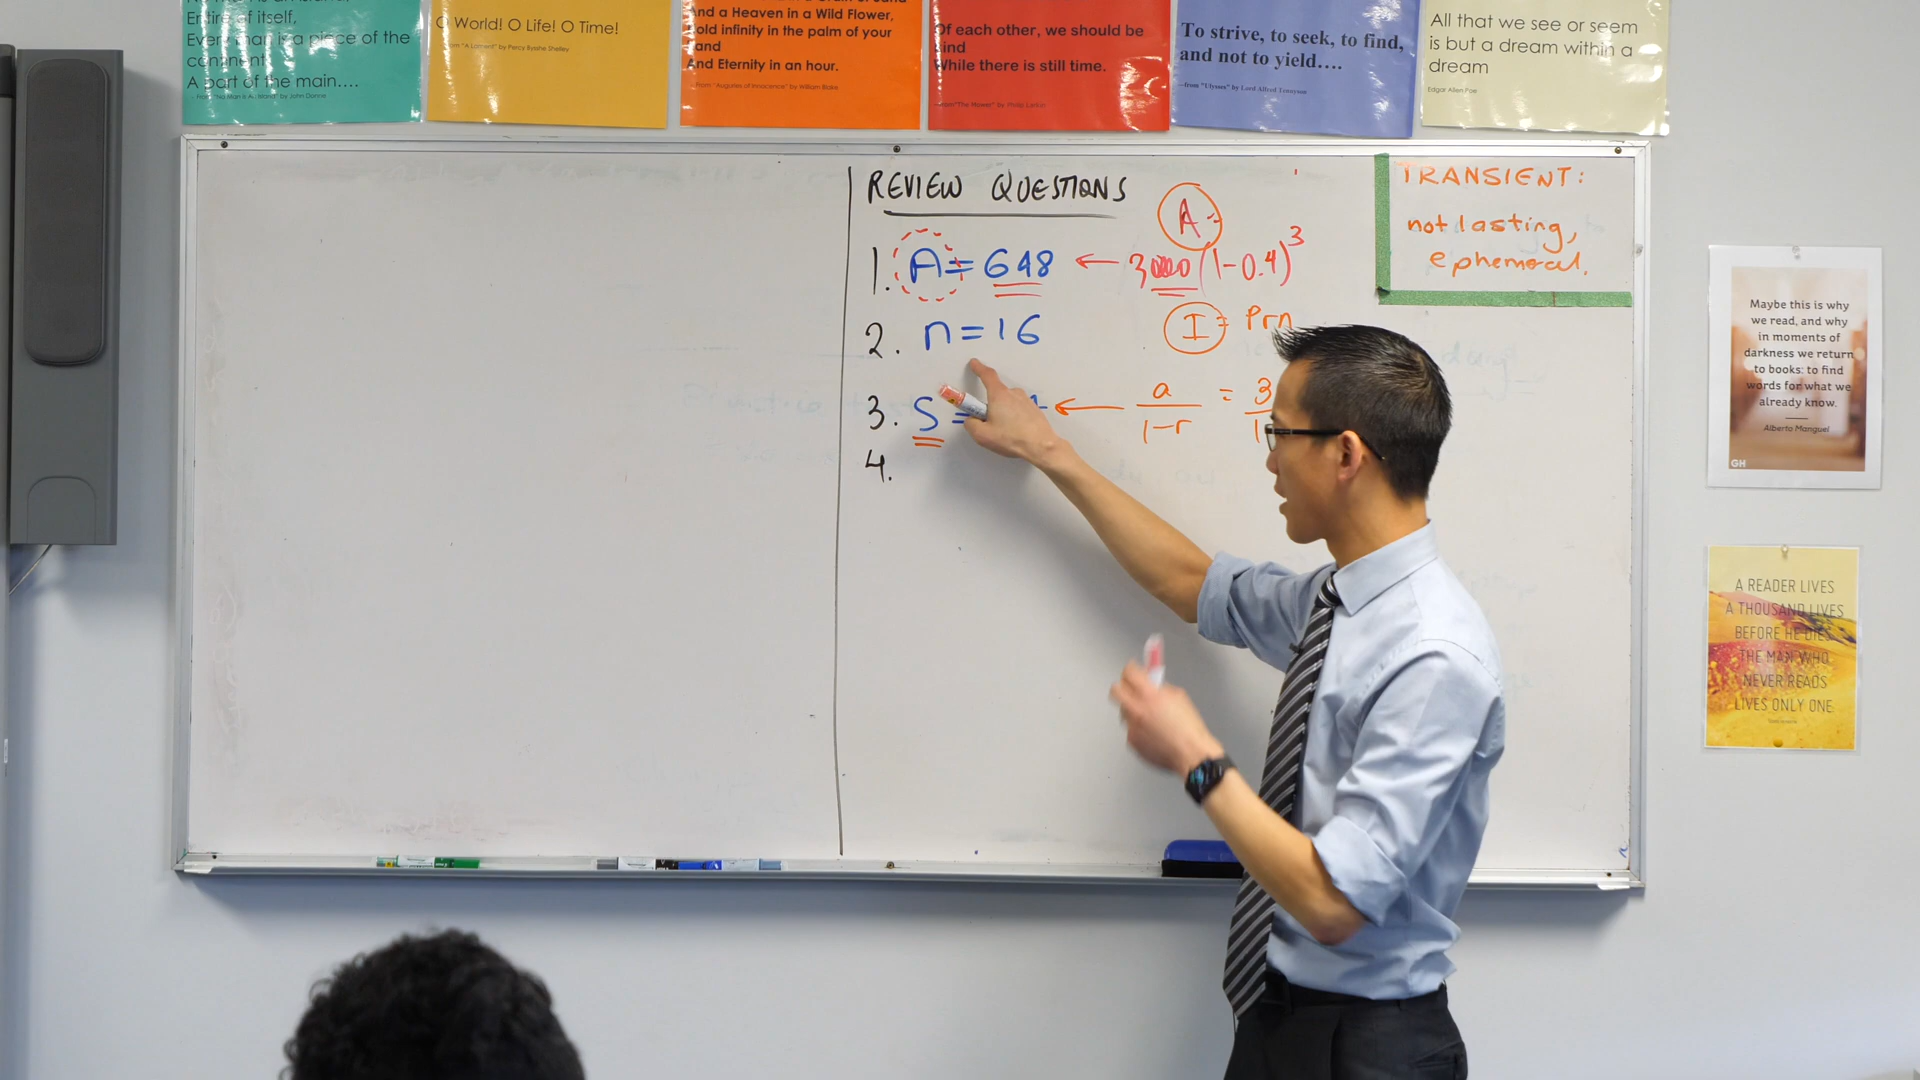 Entire of itself,
Every man is a piece of the
continent,
A part of the main....
From "No Man is an Island" by John Donne
O World! O Life! O Time!
From "A Lament" by Percy Bysshe Shelley
And a Heaven in a Wild Flower,
Hold infinity in the palm of your
hand
And Eternity in an hour.
From "Auguries of Innocence" by William Blake
Of each other, we should be
kind
While there is still time.
From "The Mower" by Philip Larkin
To strive, to seek, to find,
and not to yield....
—from "Ulysses" by Lord Alfred Tennyson
All that we see or seem
is but a dream within a
dream
Edgar Allen Poe
REVIEW QUESTIONS
A =
1. A = 648 ← 3000(1-0.4)³
2. n = 16
I = Prn
3. S = ← a/1-r = 3/1
4.
TRANSIENT:
not lasting,
ephemeral.
Maybe this is why
we read, and why
in moments of
darkness we return
to books: to find
words for what we
already know.
Alberto Manguel
GH
A READER LIVES
A THOUSAND LIVES
BEFORE HE DIES
THE MAN WHO
NEVER READS
LIVES ONLY ONE